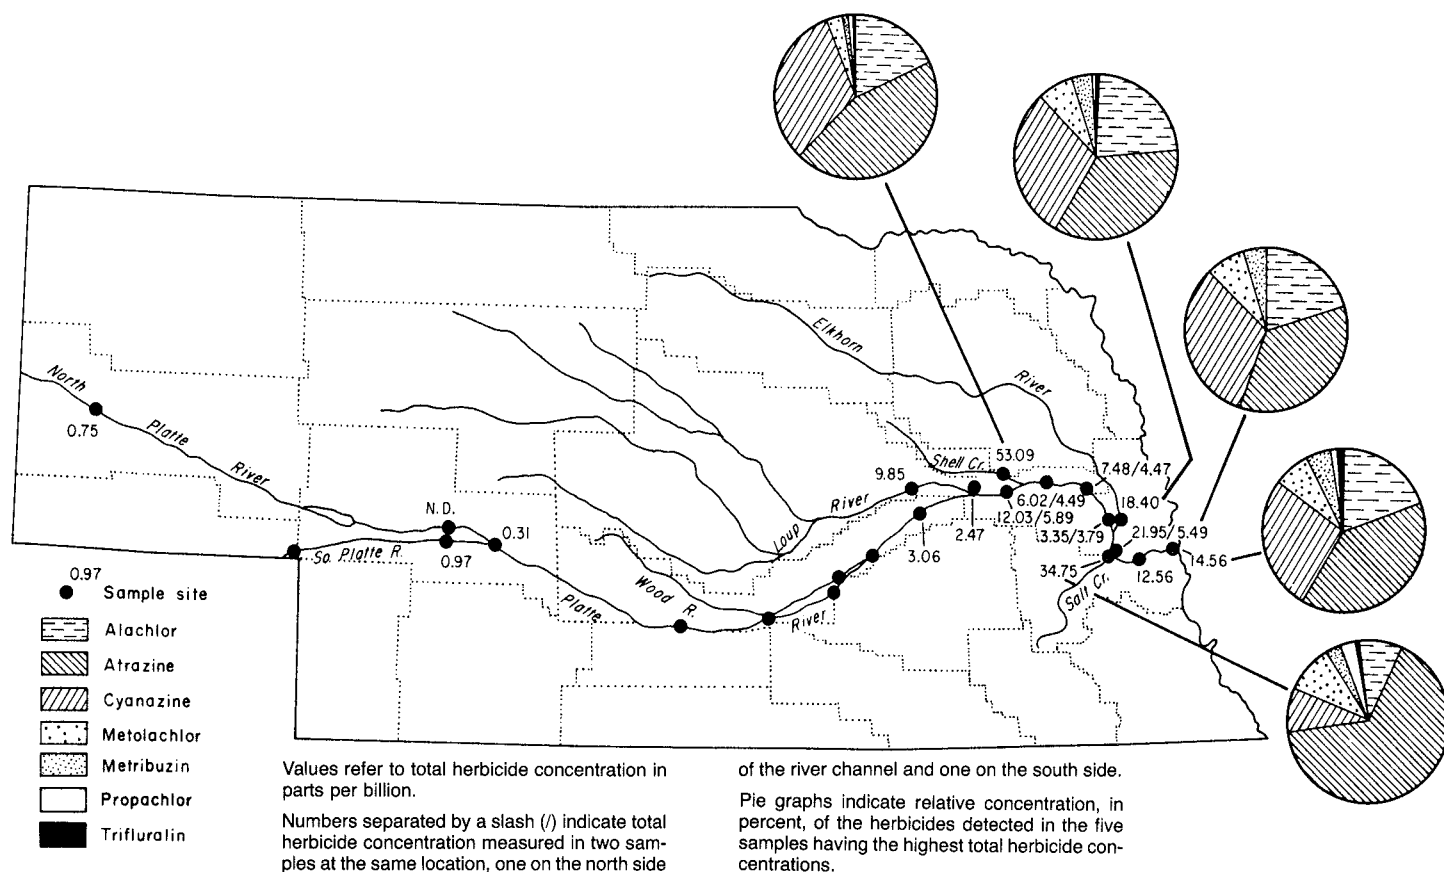 Elkhorn
River
North
Platte
River
0.75
Shell Cr.
53.09
7.48/4.47
9.85
6.02/4.49
12.03/5.89
18.40
N.D.
River
Loup
0.31
So. Platte R.
0.97
0.97
2.47
3.06
3.35/3.79
21.95/5.49
14.56
34.75
12.56
Salt Cr.
Wood R.
Platte
River
Sample site
Alachlor
Atrazine
Cyanazine
Metolachlor
Metribuzin
Propachlor
Trifluralin
Values refer to total herbicide concentration in
parts per billion.
Numbers separated by a slash (/) indicate total
herbicide concentration measured in two sam-
ples at the same location, one on the north side
of the river channel and one on the south side.
Pie graphs indicate relative concentration, in
percent, of the herbicides detected in the five
samples having the highest total herbicide con-
centrations.